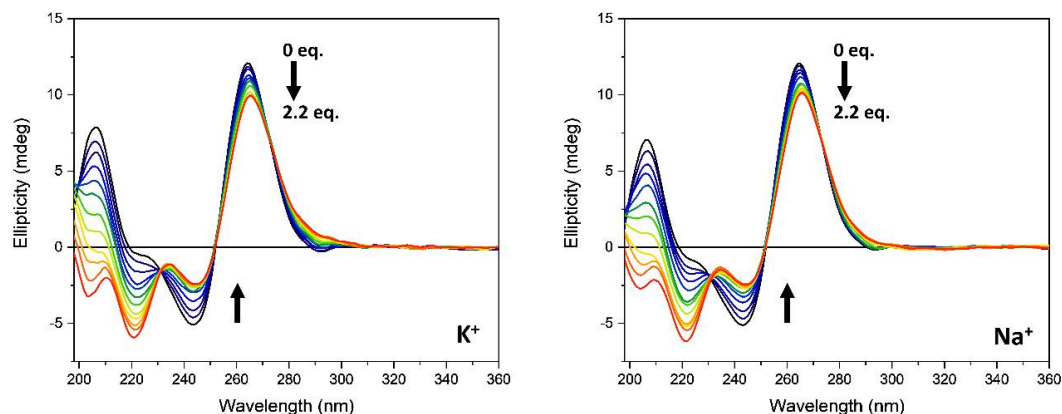 15
10
5
0
-5
Ellipticity (mdeg)
0 eq.
2.2 eq.
K⁺
200 220 240 260 280 300 320 340 360
Wavelength (nm)
15
10
5
0
-5
Ellipticity (mdeg)
0 eq.
2.2 eq.
Na⁺
200 220 240 260 280 300 320 340 360
Wavelength (nm)